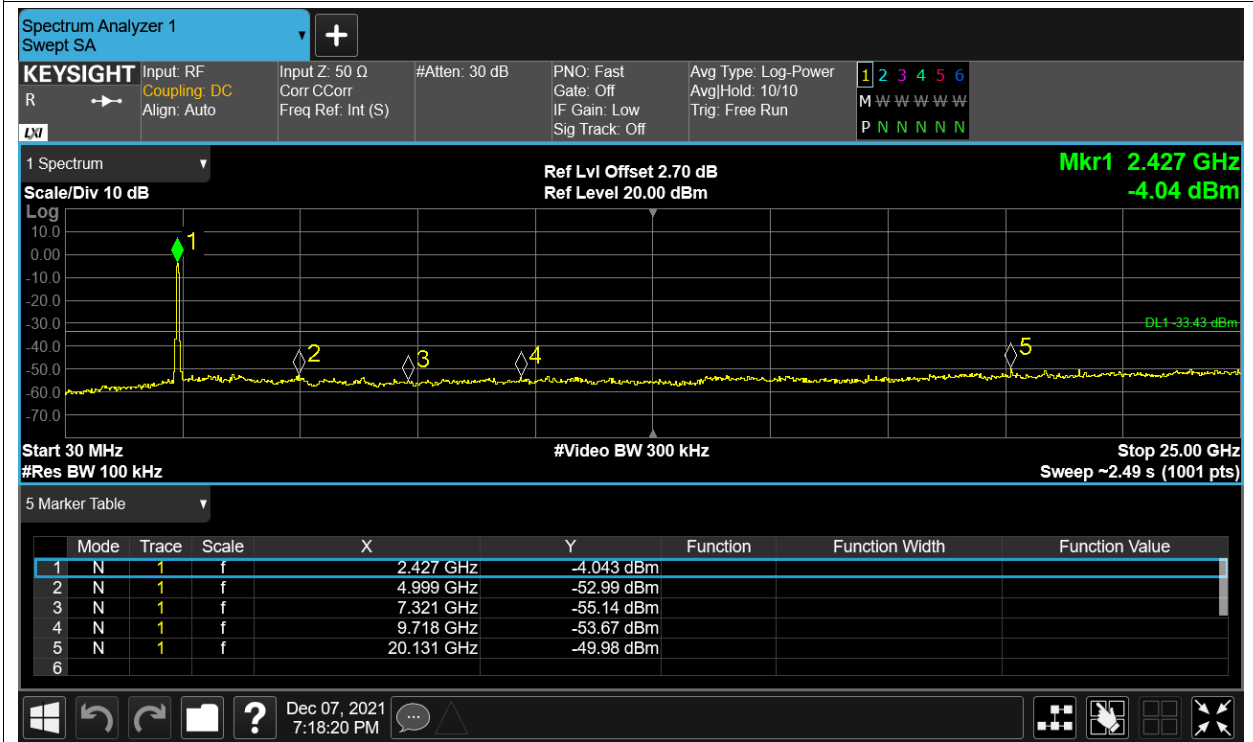 Spectrum Analyzer 1
Swept SA
KEYSIGHT
R
LXI
Input: RF
Coupling: DC
Align: Auto
Input Z: 50 Ω
Corr CCorr
Freq Ref: Int (S)
#Atten: 30 dB
PNO: Fast
Gate: Off
IF Gain: Low
Sig Track: Off
Avg Type: Log-Power
Avg|Hold: 10/10
Trig: Free Run
1 2 3 4 5 6
M W W W W W
P N N N N N
1 Spectrum
Scale/Div 10 dB
Ref Lvl Offset 2.70 dB
Ref Level 20.00 dBm
Mkr1 2.427 GHz
-4.04 dBm
Log
10.0
0.00
-10.0
-20.0
-30.0
-40.0
-50.0
-60.0
-70.0
1
2
3
4
5
DL1 -33.43 dBm
Start 30 MHz
#Video BW 300 kHz
Stop 25.00 GHz
#Res BW 100 kHz
Sweep ~2.49 s (1001 pts)
5 Marker Table
Mode Trace Scale X Y Function Function Width Function Value
1 N 1 f 2.427 GHz -4.043 dBm
2 N 1 f 4.999 GHz -52.99 dBm
3 N 1 f 7.321 GHz -55.14 dBm
4 N 1 f 9.718 GHz -53.67 dBm
5 N 1 f 20.131 GHz -49.98 dBm
6
?
Dec 07, 2021
7:18:20 PM